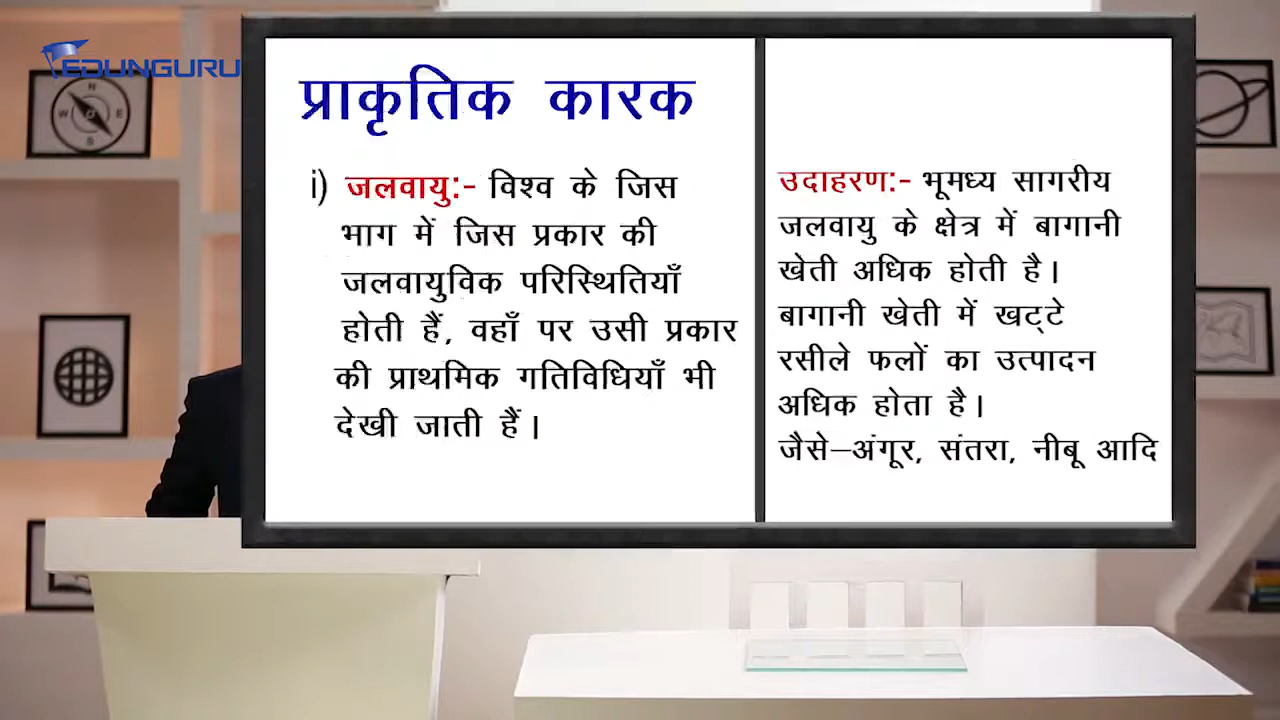 EDUNGURU
N
W E
S
प्राकृतिक कारक
i) जलवायुः- विश्व के जिस
भाग में जिस प्रकार की
जलवायुविक परिस्थितियाँ
होती हैं, वहाँ पर उसी प्रकार
की प्राथमिक गतिविधियाँ भी
देखी जाती हैं।
उदाहरणः- भूमध्य सागरीय
जलवायु के क्षेत्र में बागानी
खेती अधिक होती है।
बागानी खेती में खट्टे
रसीले फलों का उत्पादन
अधिक होता है।
जैसे–अंगूर, संतरा, नीबू आदि